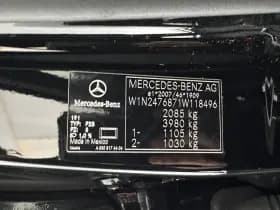 MERCEDES-BENZ AG
e1*2007/46*1909
W1N2476871W118496
2085 kg
3980 kg
1- 1105 kg
2- 1030 kg
Mercedes-Benz
Made in Mexico